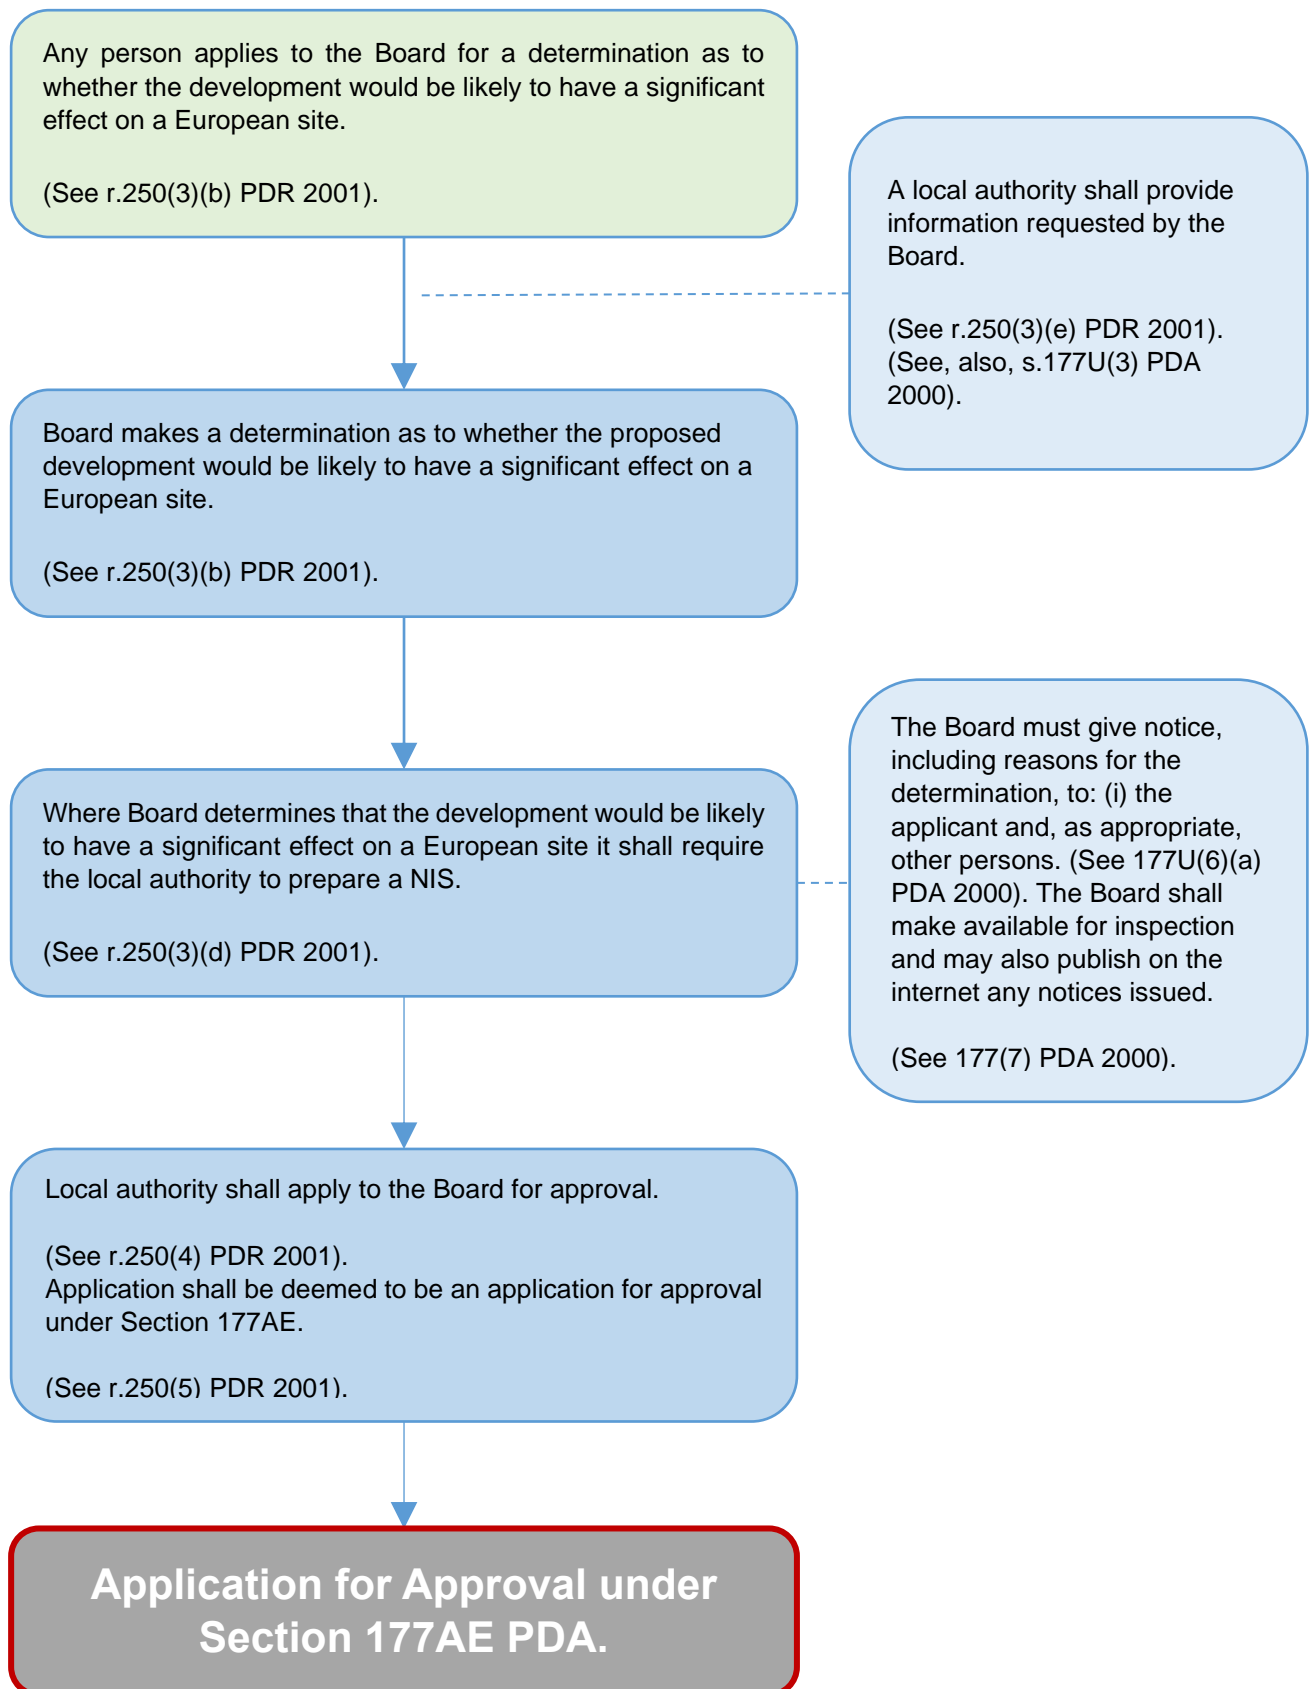 Any person applies to the Board for a determination as to
whether the development would be likely to have a significant
effect on a European site.
(See r.250(3)(b) PDR 2001).
A local authority shall provide
information requested by the
Board.
(See r.250(3)(e) PDR 2001).
(See, also, s.177U(3) PDA
2000).
Board makes a determination as to whether the proposed
development would be likely to have a significant effect on a
European site.
(See r.250(3)(b) PDR 2001).
The Board must give notice,
including reasons for the
determination, to: (i) the
applicant and, as appropriate,
other persons. (See 177U(6)(a)
PDA 2000). The Board shall
make available for inspection
and may also publish on the
internet any notices issued.
(See 177(7) PDA 2000).
Where Board determines that the development would be likely
to have a significant effect on a European site it shall require
the local authority to prepare a NIS.
(See r.250(3)(d) PDR 2001).
Local authority shall apply to the Board for approval.
(See r.250(4) PDR 2001).
Application shall be deemed to be an application for approval
under Section 177AE.
(See r.250(5) PDR 2001).
Application for Approval under
Section 177AE PDA.